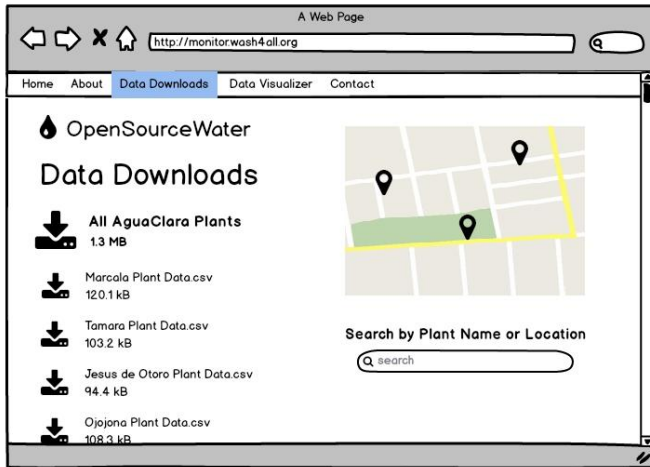 A Web Page
http://monitor.wash4all.org
Home About Data Downloads Data Visualizer Contact
OpenSourceWater
Data Downloads
All AguaClara Plants
1.3 MB
Marcala Plant Data.csv
120.1 kB
Tamara Plant Data.csv
103.2 kB
Jesus de Otoro Plant Data.csv
94.4 kB
Ojojona Plant Data.csv
108.3 kB
Search by Plant Name or Location
search